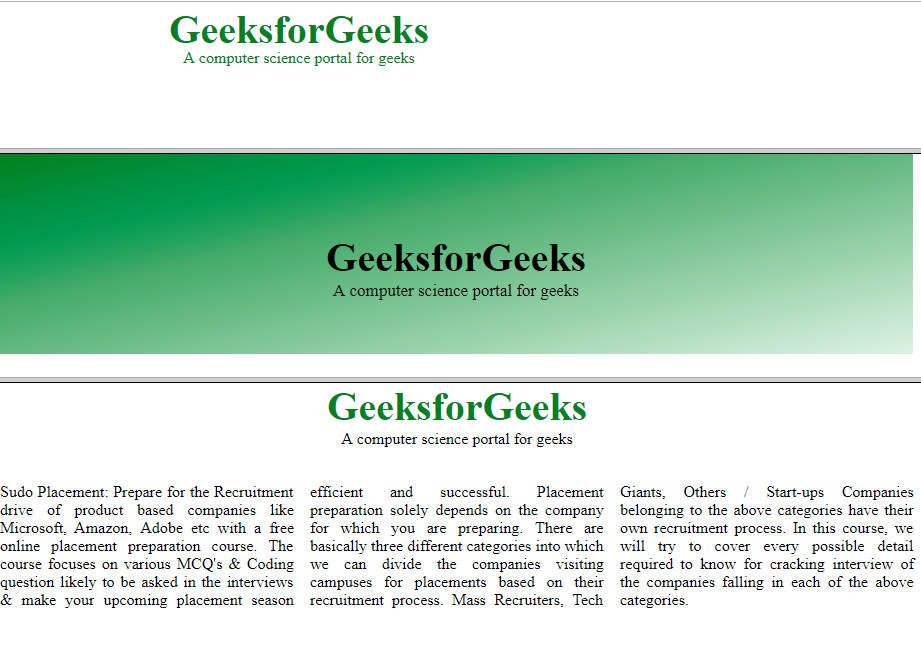 GeeksforGeeks
A computer science portal for geeks
GeeksforGeeks
A computer science portal for geeks
GeeksforGeeks
A computer science portal for geeks
Sudo Placement: Prepare for the Recruitment
drive of product based companies like
Microsoft, Amazon, Adobe etc with a free
online placement preparation course. The
course focuses on various MCQ's & Coding
question likely to be asked in the interviews
& make your upcoming placement season
efficient and successful. Placement
preparation solely depends on the company
for which you are preparing. There are
basically three different categories into which
we can divide the companies visiting
campuses for placements based on their
recruitment process. Mass Recruiters, Tech
Giants, Others / Start-ups Companies
belonging to the above categories have their
own recruitment process. In this course, we
will try to cover every possible detail
required to know for cracking interview of
the companies falling in each of the above
categories.